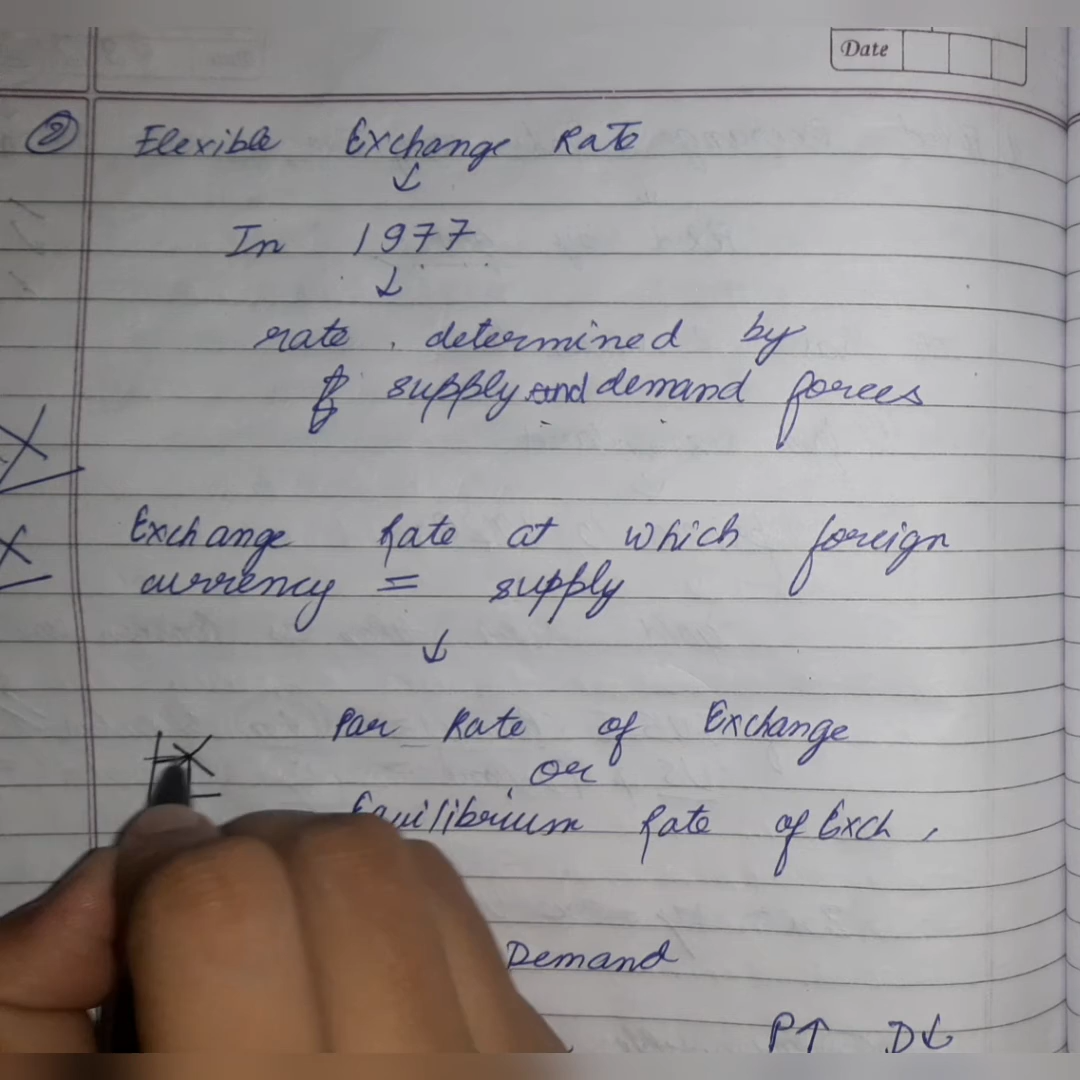 Date
② Flexible Exchange Rate
↓
In 1977
↓
rate determined by
supply and demand forces
Exchange Rate at which foreign
currency = supply
↓
Par Rate of Exchange
or
Equilibrium Rate of Exch,
Demand
P↑ D↓